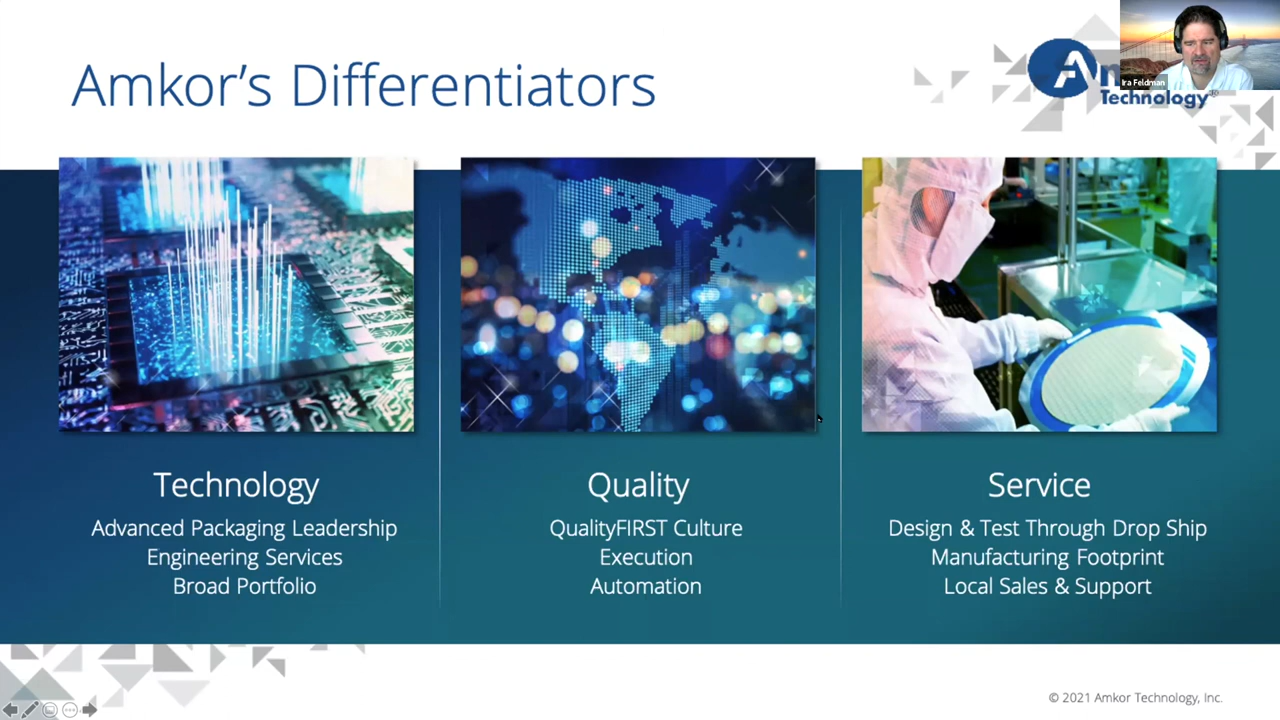 Amkor's Differentiators
Ira Feldman
Technology®
Technology
Advanced Packaging Leadership
Engineering Services
Broad Portfolio
Quality
QualityFIRST Culture
Execution
Automation
Service
Design & Test Through Drop Ship
Manufacturing Footprint
Local Sales & Support
© 2021 Amkor Technology, Inc.